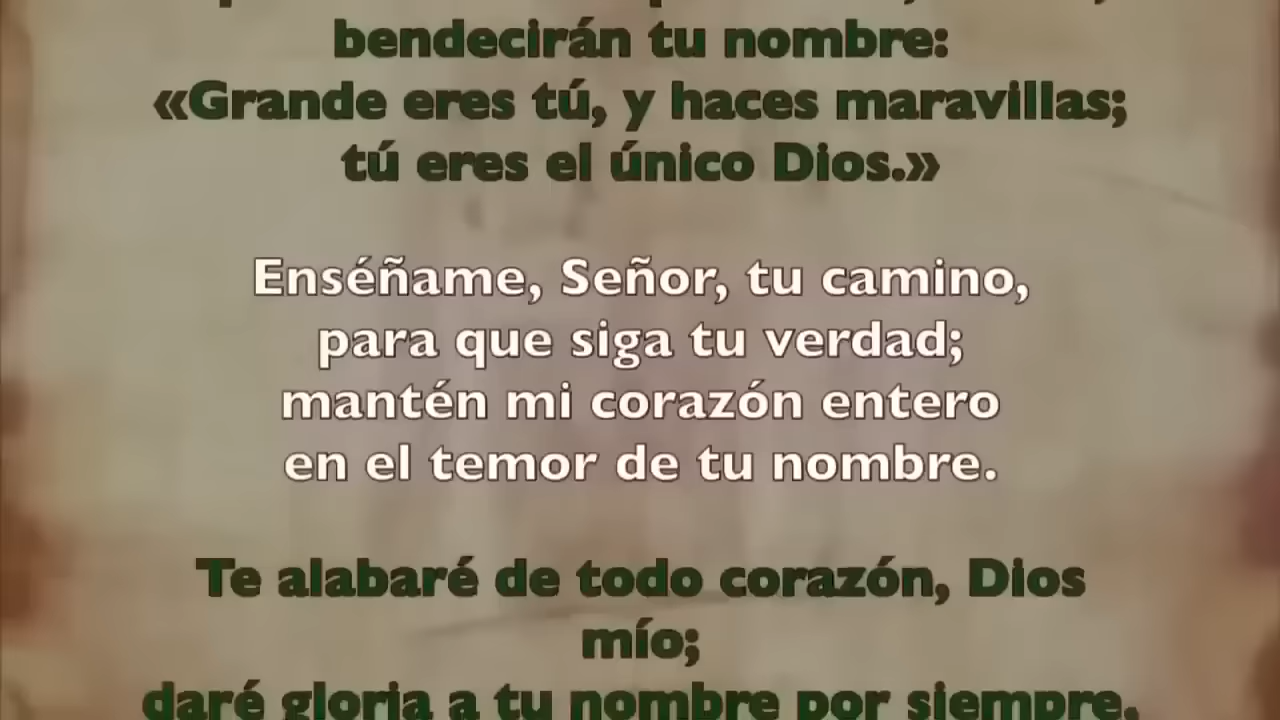 bendecirán tu nombre:
«Grande eres tú, y haces maravillas;
tú eres el único Dios.»
Enséñame, Señor, tu camino,
para que siga tu verdad;
mantén mi corazón entero
en el temor de tu nombre.
Te alabaré de todo corazón, Dios
mío;
daré gloria a tu nombre por siempre.